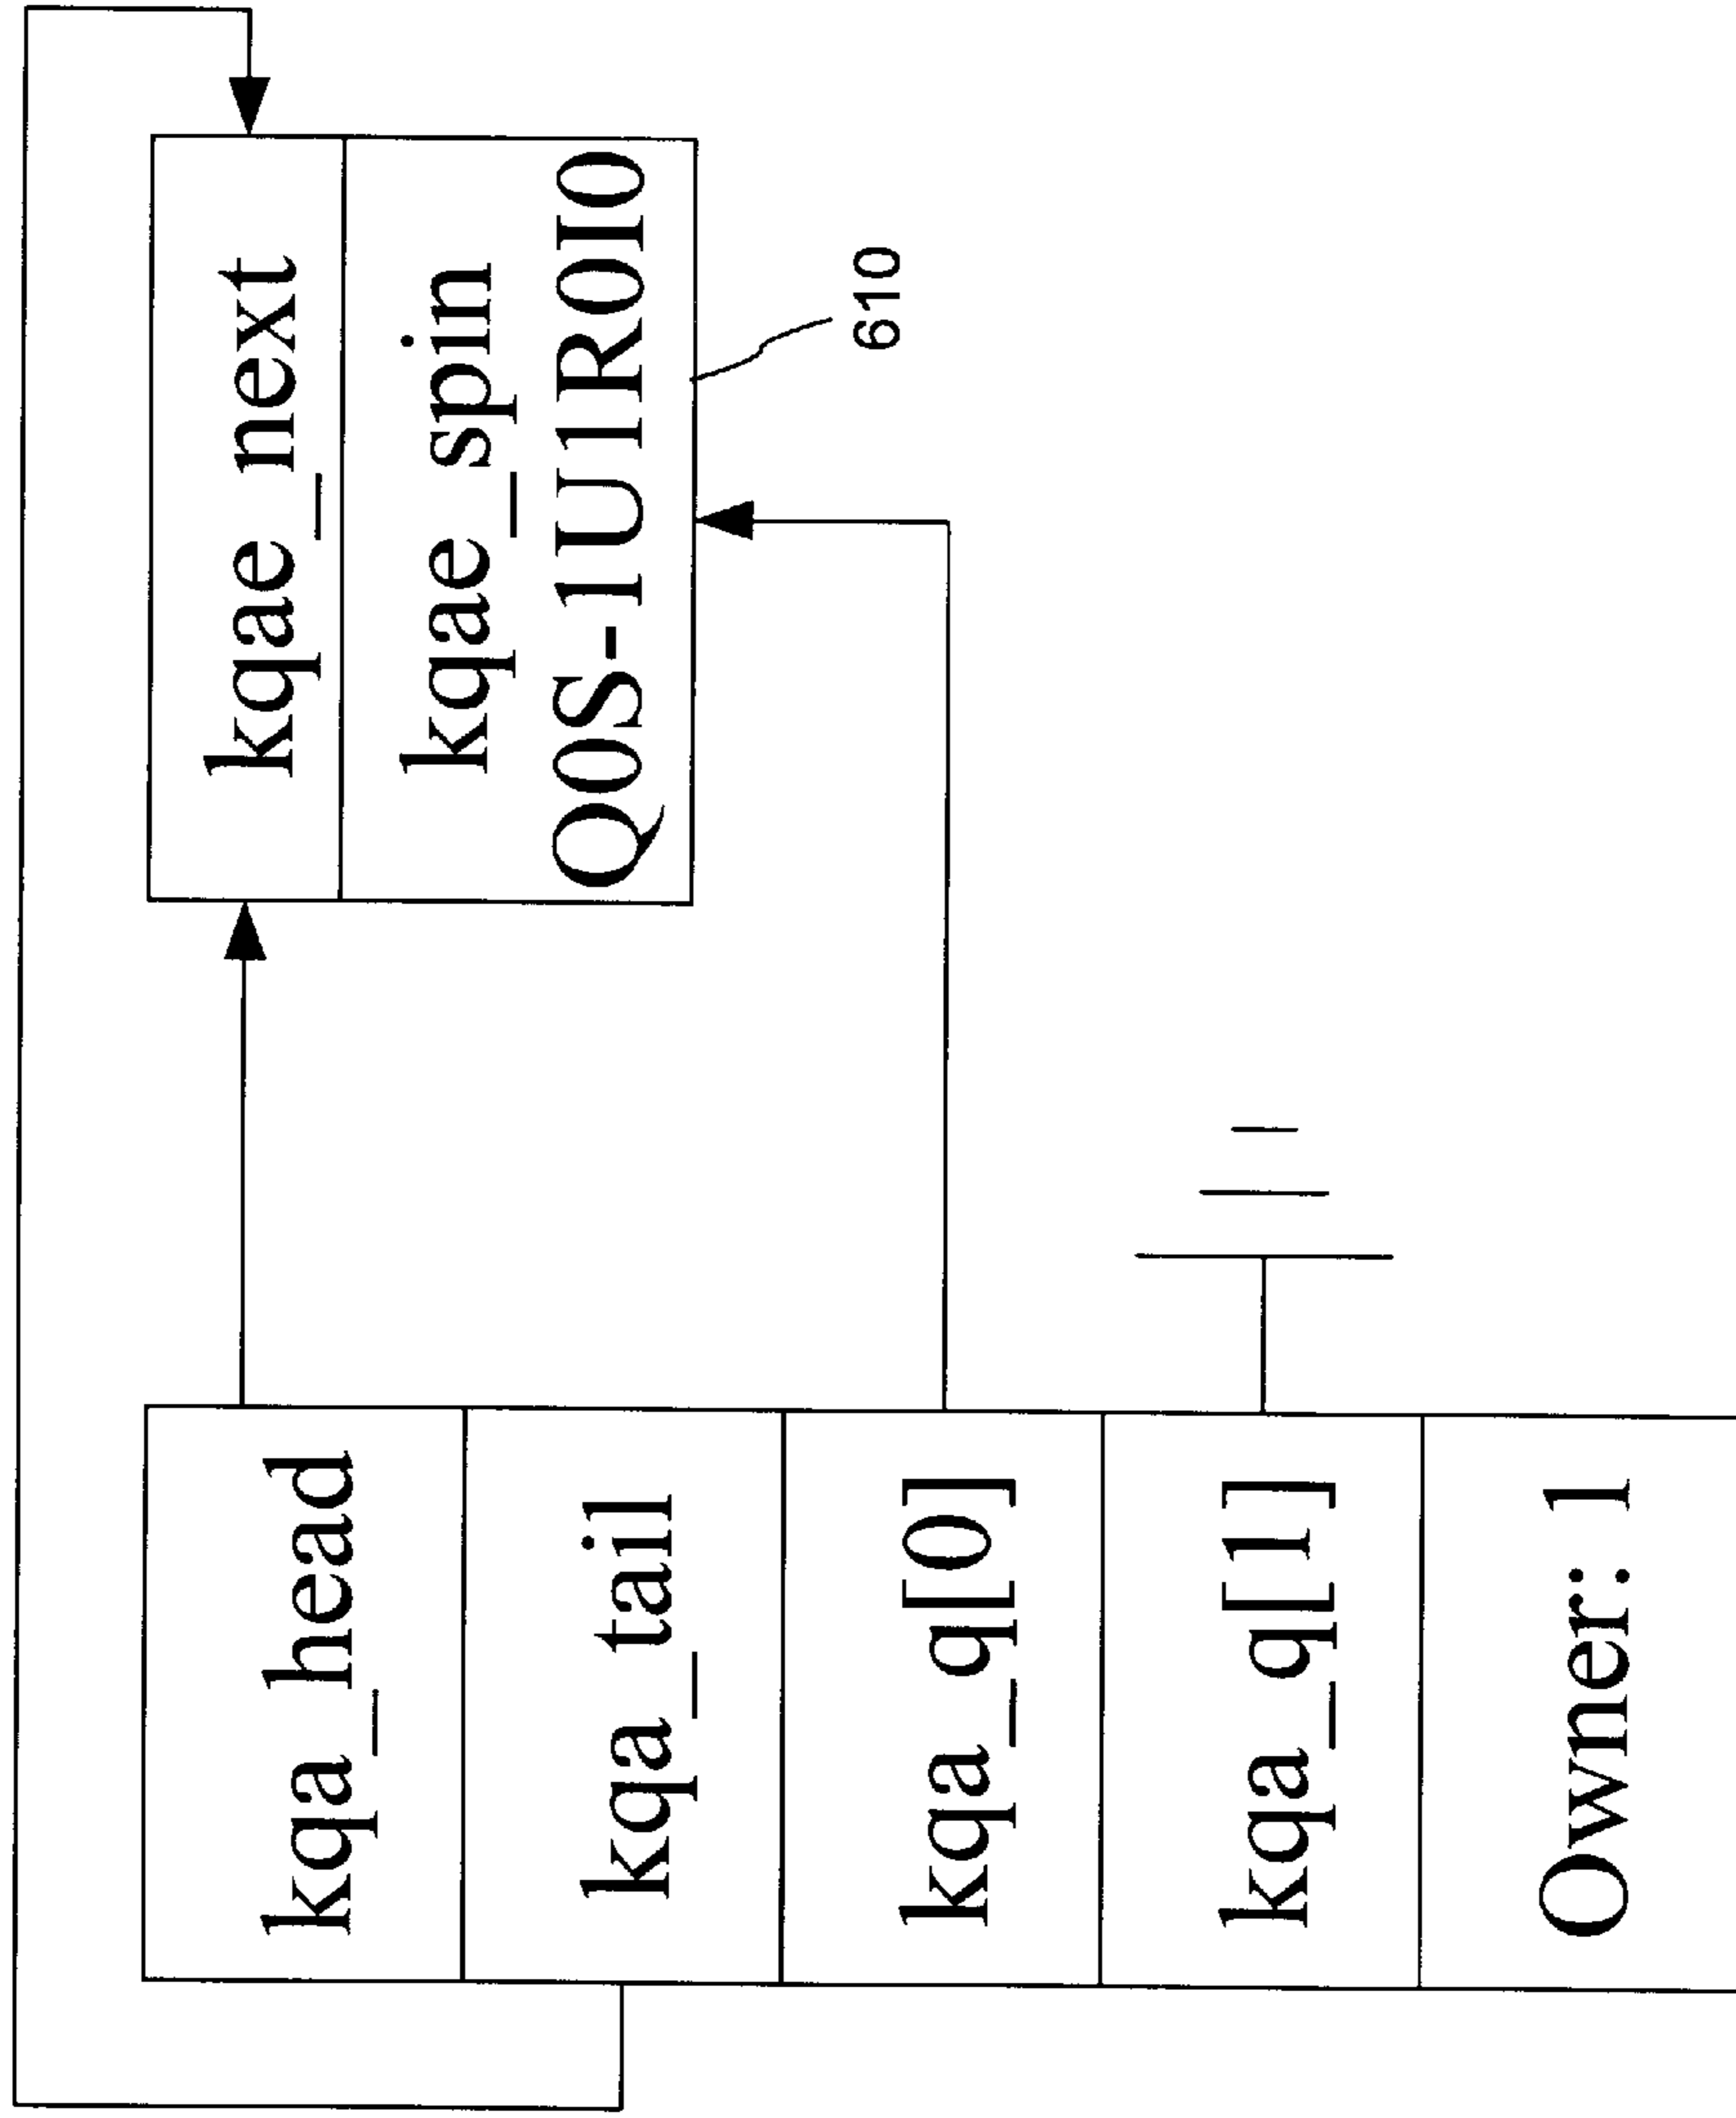 kqa_head
kqa_tail
kqa_q[0]
kqa_q[1]
Owner: 1
kqae_next
kqae_spin
Q0S-1U1R0I0
610